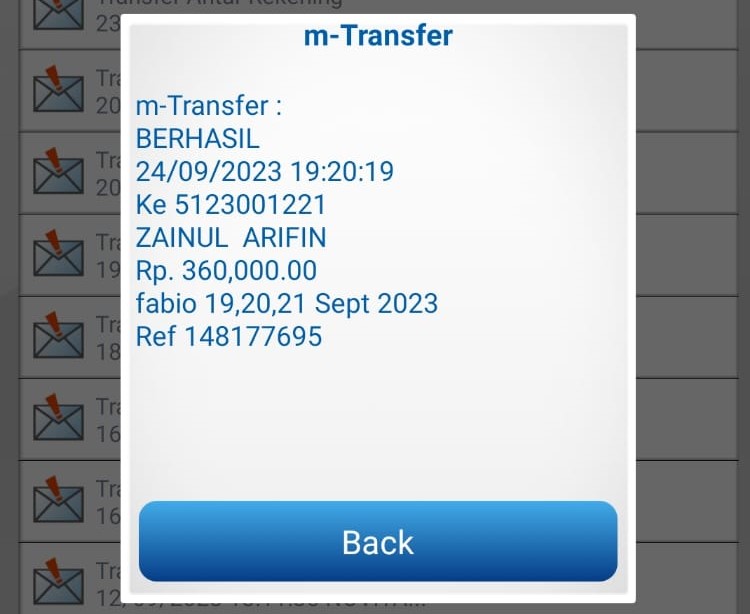 Transfer Antar Rekening
23
m-Transfer
Tra
20
m-Transfer :
BERHASIL
24/09/2023 19:20:19
Ke 5123001221
ZAINUL ARIFIN
Rp. 360,000.00
fabio 19,20,21 Sept 2023
Ref 148177695
Tra
20
Tra
19
Tra
18
Tra
16
Tra
16
Tra
12
Back